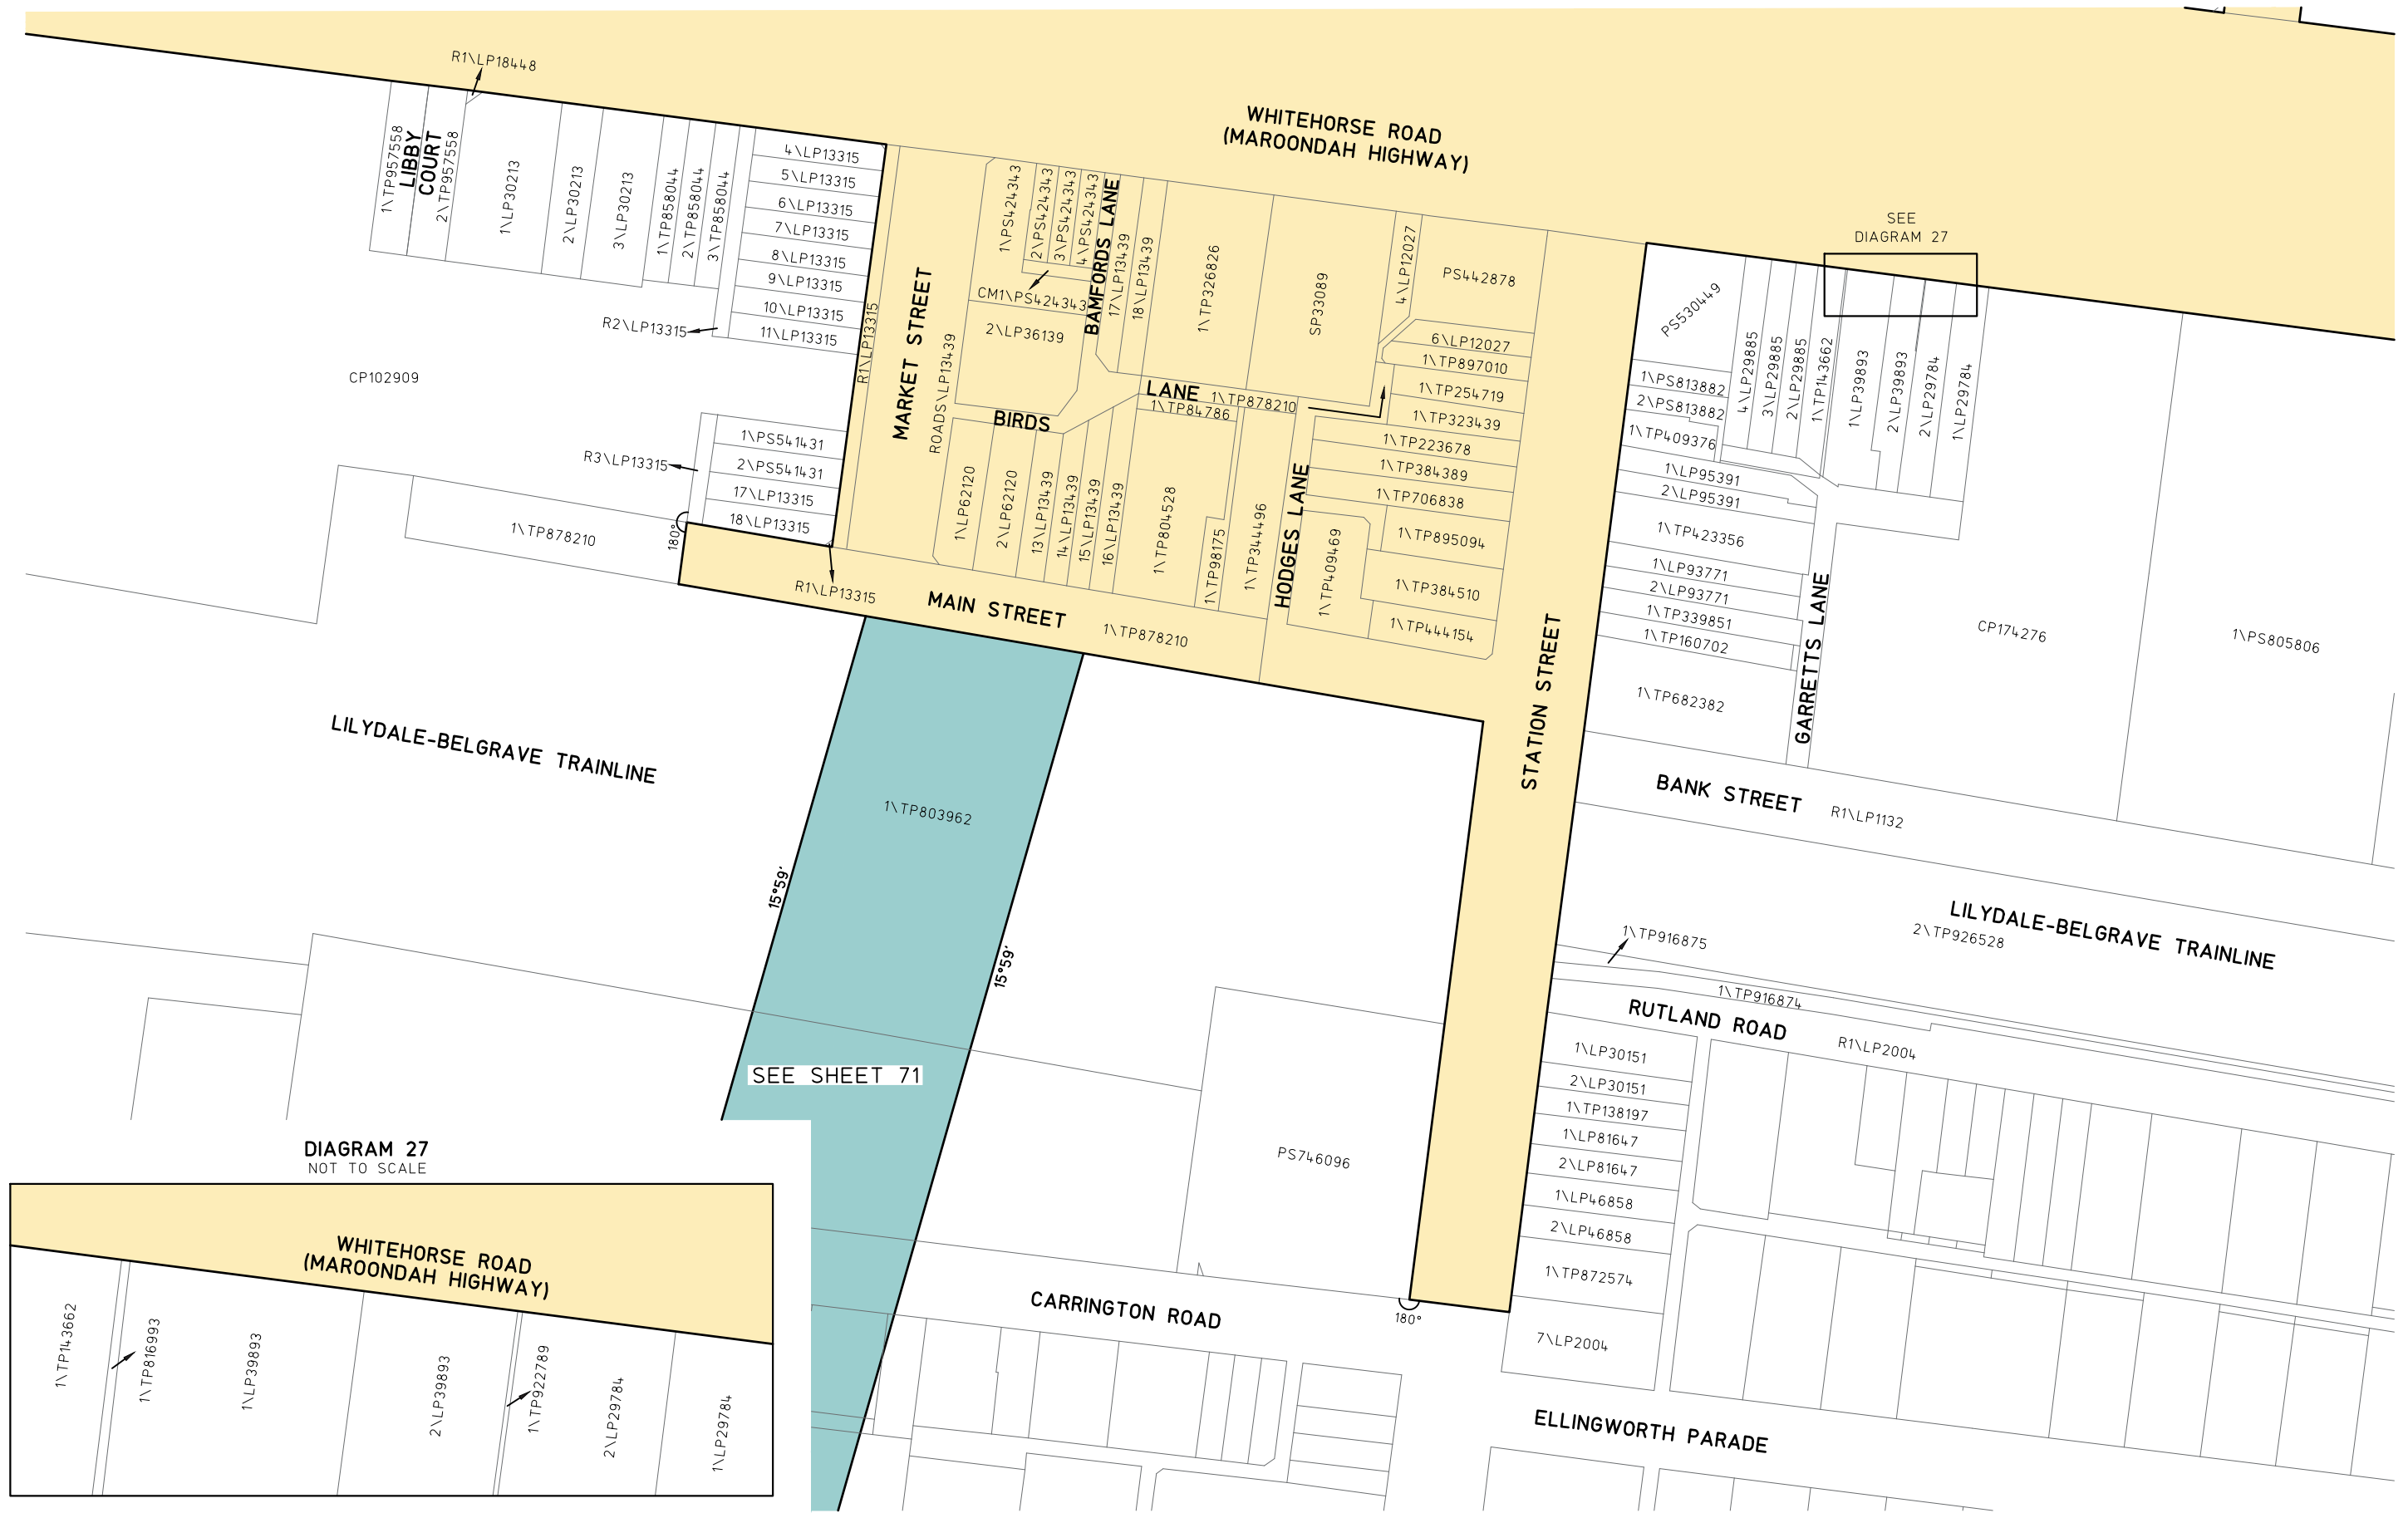 R1\LP18448
WHITEHORSE ROAD
(MAROONDAH HIGHWAY)
SEE
DIAGRAM 27
1\TP957558
LIBBY
COURT
2\TP957558
1\LP30213
2\LP30213
3\LP30213
1\TP858044
2\TP858044
3\TP858044
4\LP13315
5\LP13315
6\LP13315
7\LP13315
8\LP13315
9\LP13315
10\LP13315
11\LP13315
R2\LP13315
R1\LP13315
MARKET STREET
ROADS\LP13439
1\PS424343
2\PS424343
3\PS424343
4\PS424343
CM1\PS424343
2\LP36139
BAMFORDS LANE
17\LP13439
18\LP13439
1\TP326826
SP33089
4\LP12027
PS442878
6\LP12027
1\TP897010
1\TP254719
1\TP323439
1\TP223678
1\TP384389
1\TP706838
1\TP895094
1\TP384510
1\TP444154
1\TP409469
BIRDS
LANE
1\TP878210
1\TP84786
1\LP62120
2\LP62120
13\LP13439
14\LP13439
15\LP13439
16\LP13439
1\TP804528
1\TP98175
1\TP344496
HODGES LANE
CP102909
R3\LP13315
1\PS541431
2\PS541431
17\LP13315
18\LP13315
1\TP878210
180°
R1\LP13315
MAIN STREET
1\TP878210
STATION STREET
PS530449
4\LP29885
3\LP29885
2\LP29885
1\TP143662
1\LP39893
2\LP39893
2\LP29784
1\LP29784
1\PS813882
2\PS813882
1\TP409376
1\LP95391
2\LP95391
1\TP423356
1\LP93771
2\LP93771
1\TP339851
1\TP160702
1\TP682382
GARRETTS LANE
CP174276
1\PS805806
LILYDALE-BELGRAVE TRAINLINE
1\TP803962
15°59'
15°59'
BANK STREET
R1\LP1132
LILYDALE-BELGRAVE TRAINLINE
2\TP926528
1\TP916875
1\TP916874
RUTLAND ROAD
R1\LP2004
SEE SHEET 71
PS746096
1\LP30151
2\LP30151
1\TP138197
1\LP81647
2\LP81647
1\LP46858
2\LP46858
1\TP872574
7\LP2004
CARRINGTON ROAD
180°
ELLINGWORTH PARADE
DIAGRAM 27
NOT TO SCALE
WHITEHORSE ROAD
(MAROONDAH HIGHWAY)
1\TP143662
1\TP816993
1\LP39893
2\LP39893
1\TP922789
2\LP29784
1\LP29784